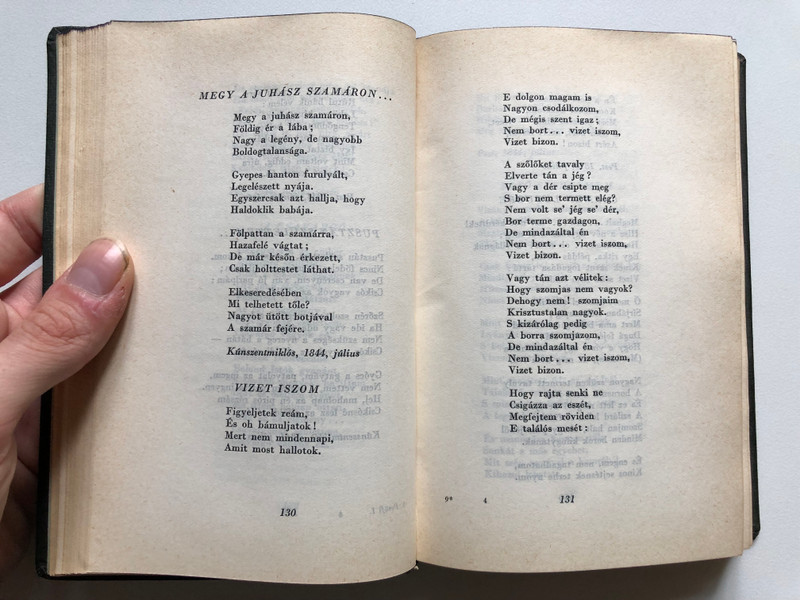 MEGY A JUHÁSZ SZAMÁRON...
Megy a juhász szamáron,
Földig ér a lába;
Nagy a legény, de nagyobb
Boldogtalansága.
Gyepes hanton furulyált,
Legelészett nyája.
Egyszercsak azt hallja, hogy
Haldoklik babája.
Fölpattan a szamárra,
Hazafelé vágtat;
De már későn érkezett,
Csak holttestet láthat.
Elkeseredésében
Mi telhetett tőle?
Nagyot ütött botjával
A szamár fejére.
Kúnszentmiklós, 1844, július
VIZET ISZOM
Figyeljetek reám,
És oh bámuljatok!
Mert nem mindennapi,
Amit most hallotok.
130
E dolgon magam is
Nagyon csodálkozom,
De mégis szent igaz;
Nem bort... vizet iszom,
Vizet bizon.
A szőlőket tavaly
Elverte tán a jég?
Vagy a dér csipte meg
S bor nem termett elég?
Nem volt se' jég se' dér,
Bor terme gazdagon,
De mindazáltal én
Nem bort... vizet iszom,
Vizet bizon.
Vagy tán azt vélitek:
Hogy szomjas nem vagyok?
Dehogy nem! szomjaim
Krisztustalan nagyok.
S kizárólag pedig
A borra szomjazom,
De mindazáltal én
Nem bort... vizet iszom,
Vizet bizon.
Hogy rajta senki ne
Csigázza az eszét,
Megfejtem röviden
E találós mesét:
9* 4 131